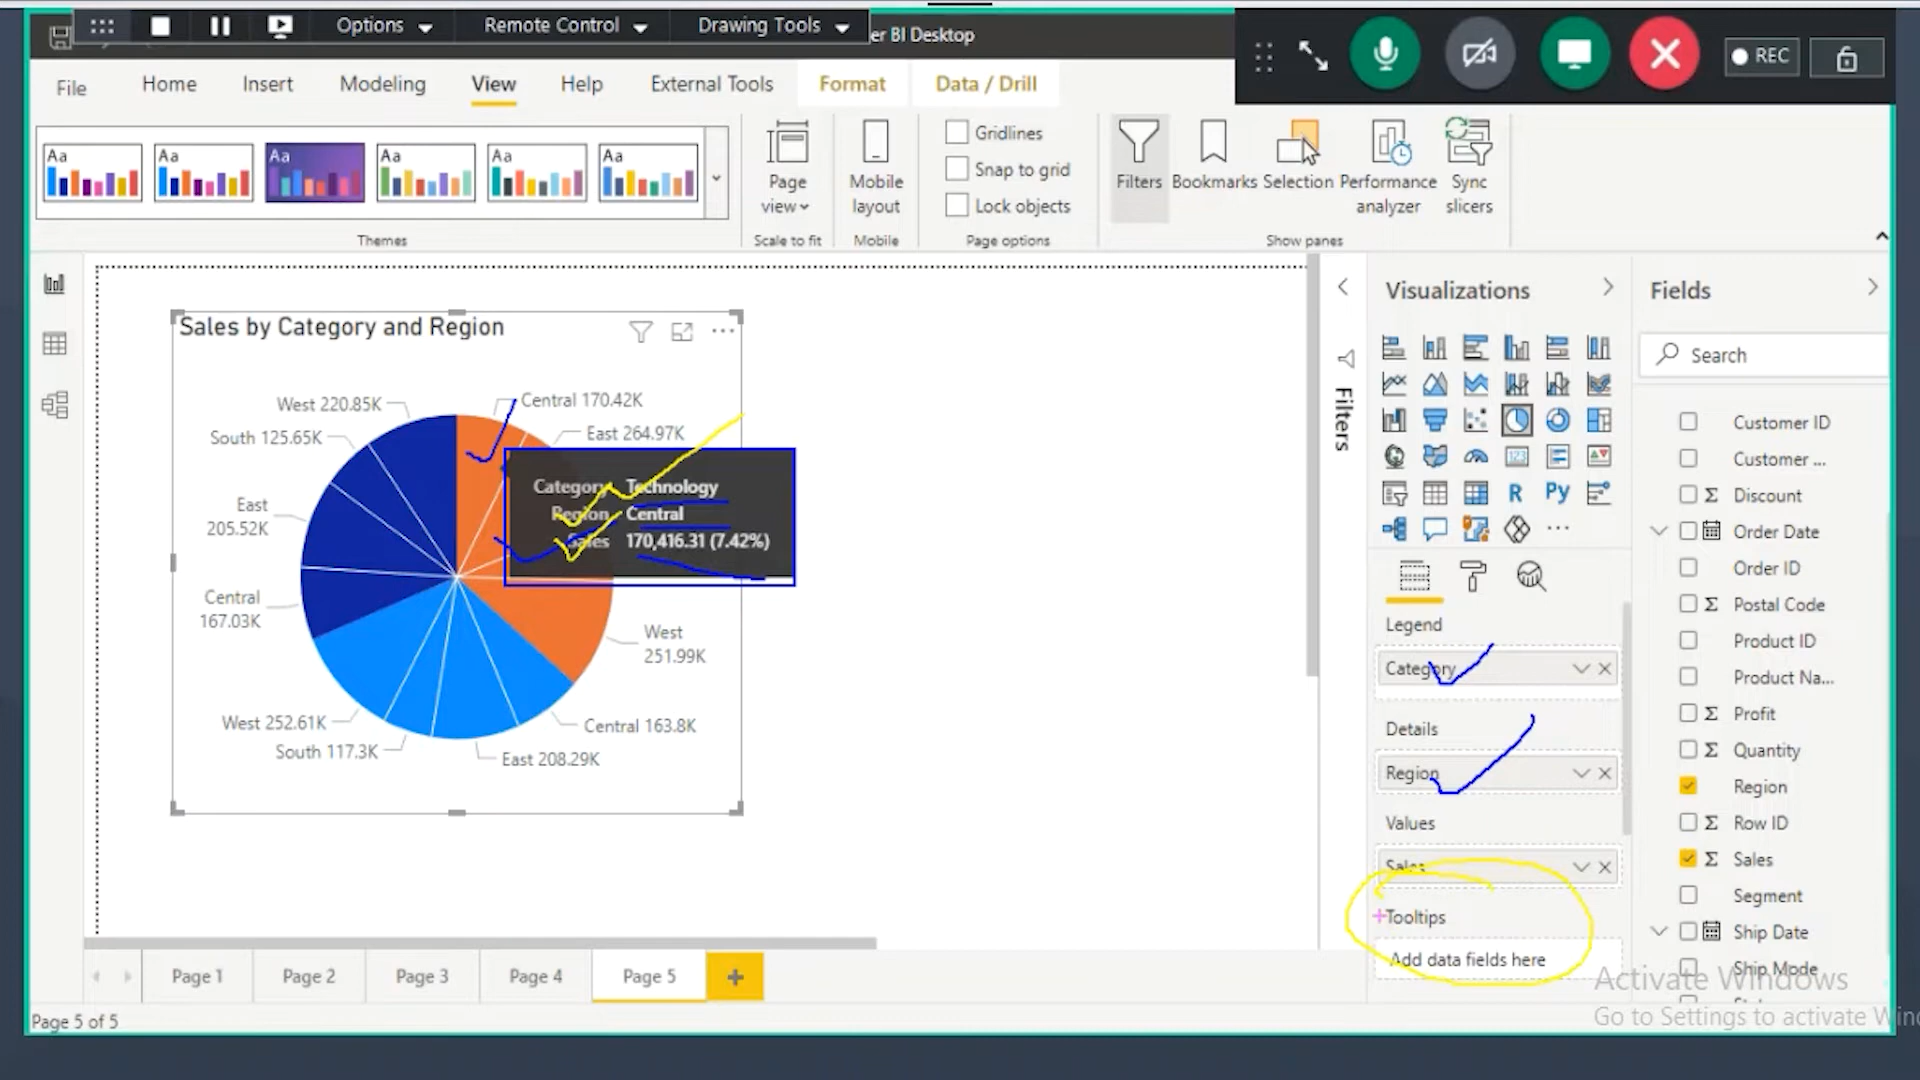 Options
Remote Control
Drawing Tools
er BI Desktop
REC
File
Home
Insert
Modeling
View
Help
External Tools
Format
Data / Drill
Aa
Aa
Aa
Aa
Aa
Aa
Themes
Page
view
Scale to fit
Mobile
layout
Mobile
Gridlines
Snap to grid
Lock objects
Page options
Filters
Bookmarks
Selection
Performance
analyzer
Sync
slicers
Show panes
Sales by Category and Region
West 220.85K
Central 170.42K
South 125.65K
East 264.97K
Category Technology
Region Central
Sales 170,416.31 (7.42%)
East
205.52K
Central
167.03K
West
251.99K
West 252.61K
Central 163.8K
South 117.3K
East 208.29K
Filters
Visualizations
R
Py
123
Legend
Category
Details
Region
Values
Sales
Tooltips
Add data fields here
Fields
Search
Customer ID
Customer ...
Discount
Order Date
Order ID
Postal Code
Product ID
Product Na...
Profit
Quantity
Region
Row ID
Sales
Segment
Ship Date
Ship Mode
Page 1
Page 2
Page 3
Page 4
Page 5
+
Page 5 of 5
Activate Windows
Go to Settings to activate Win